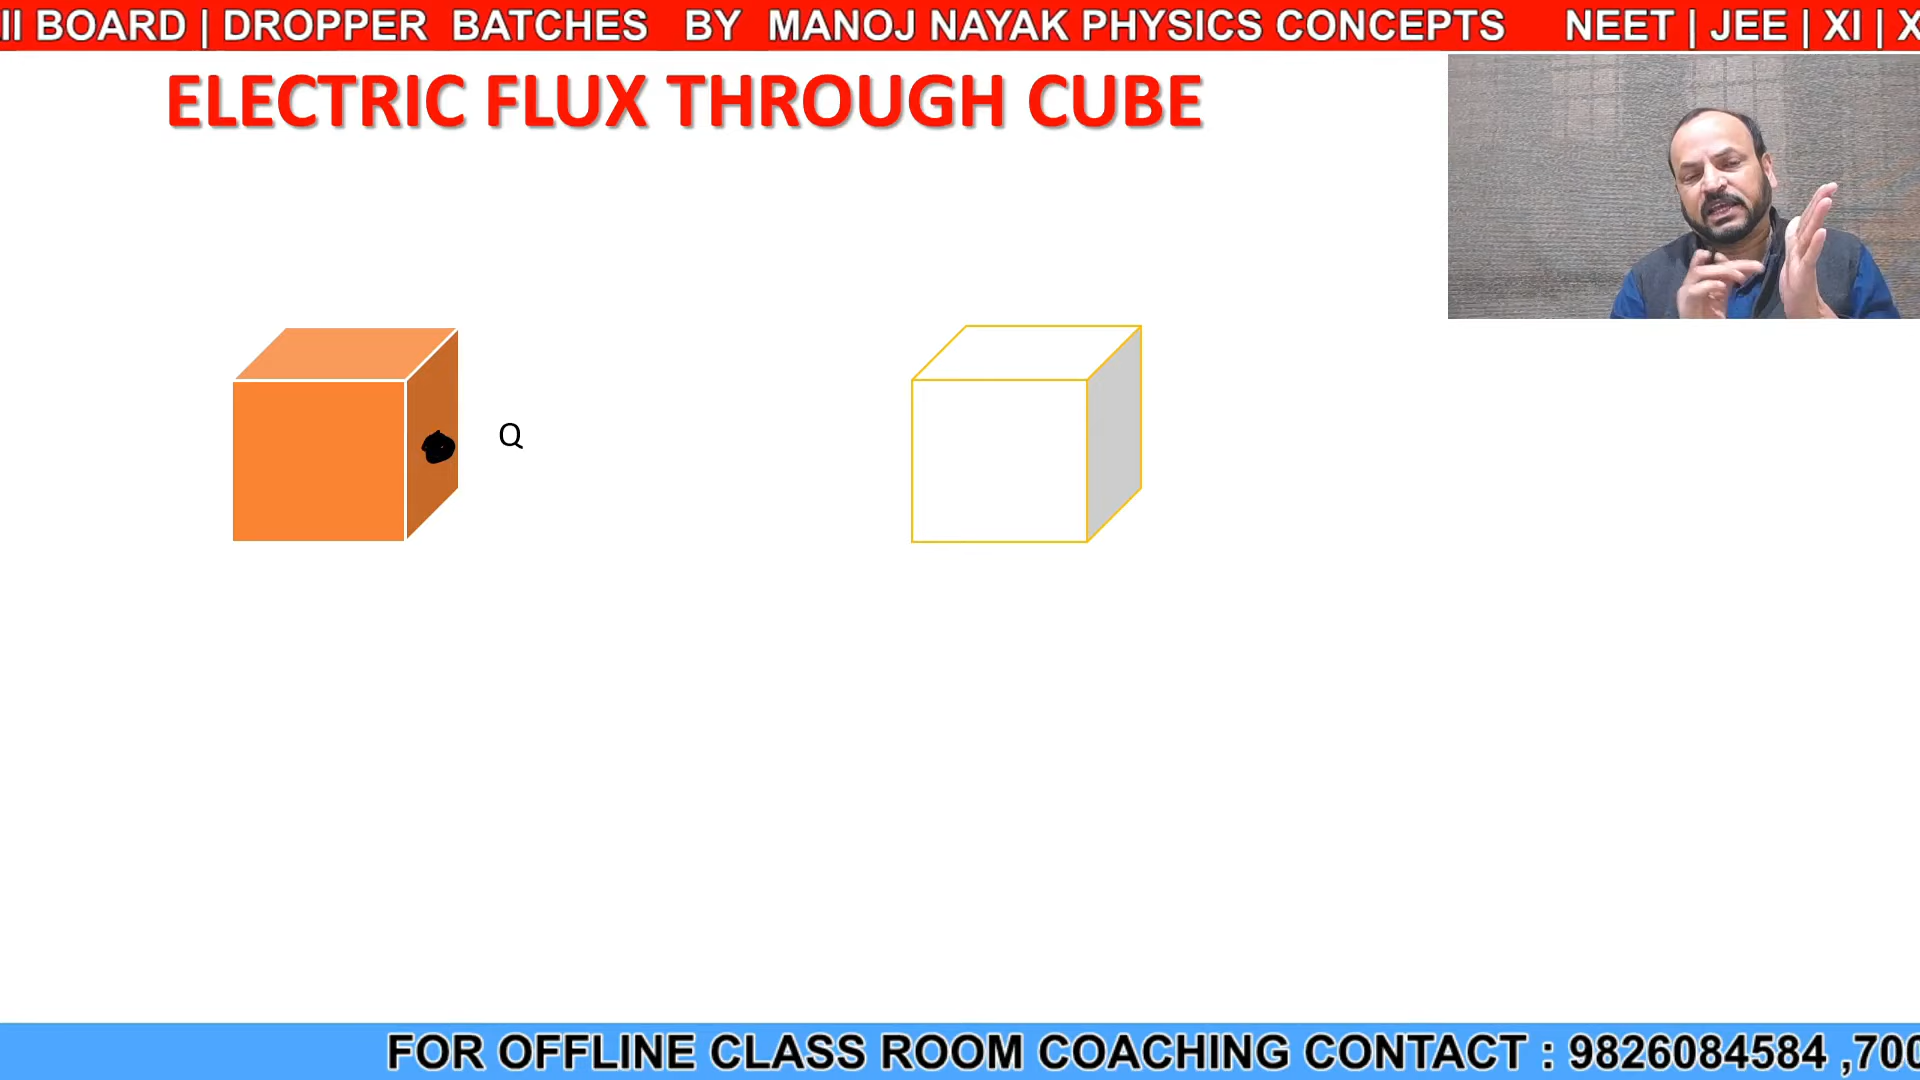 II BOARD | DROPPER BATCHES BY MANOJ NAYAK PHYSICS CONCEPTS NEET | JEE | XI | X
ELECTRIC FLUX THROUGH CUBE
Q
FOR OFFLINE CLASS ROOM COACHING CONTACT : 9826084584 ,700